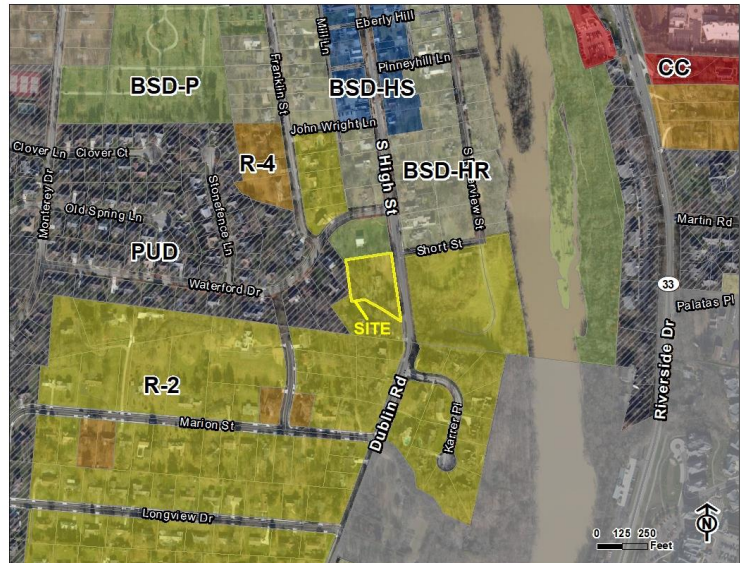 Eberly Hill
Mill Ln
Franklin St
Pinneyhill Ln
CC
BSD-P
BSD-HS
John Wright Ln
Clover Ln
Clover Ct
R-4
S High St
BSD-HR
S Riverview St
Monterey Dr
Stonefence Ln
Old Spring Ln
Martin Rd
PUD
Short St
Waterford Dr
33
Palatas Pl
SITE
Riverside Dr
R-2
Dublin Rd
Karrer Pl
Marion St
Longview Dr
N
0 125 250
Feet